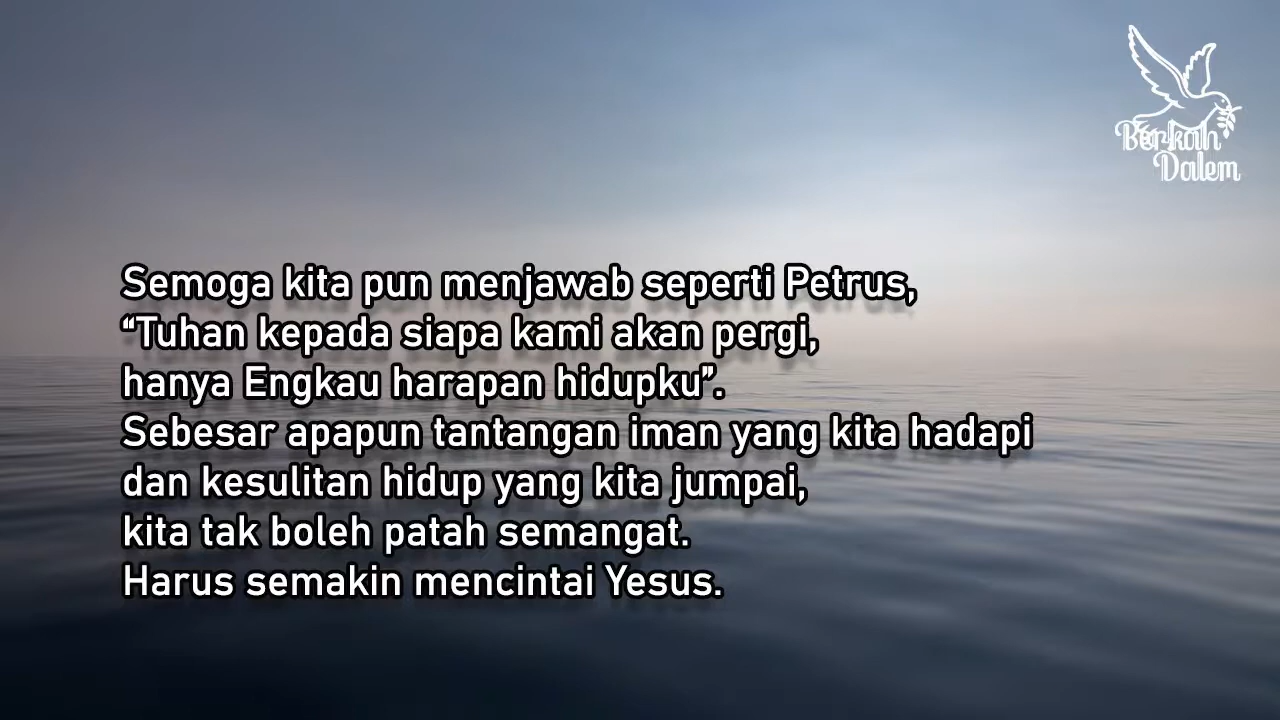 Berkah
Dalem
Semoga kita pun menjawab seperti Petrus,
“Tuhan kepada siapa kami akan pergi,
hanya Engkau harapan hidupku”.
Sebesar apapun tantangan iman yang kita hadapi
dan kesulitan hidup yang kita jumpai,
kita tak boleh patah semangat.
Harus semakin mencintai Yesus.